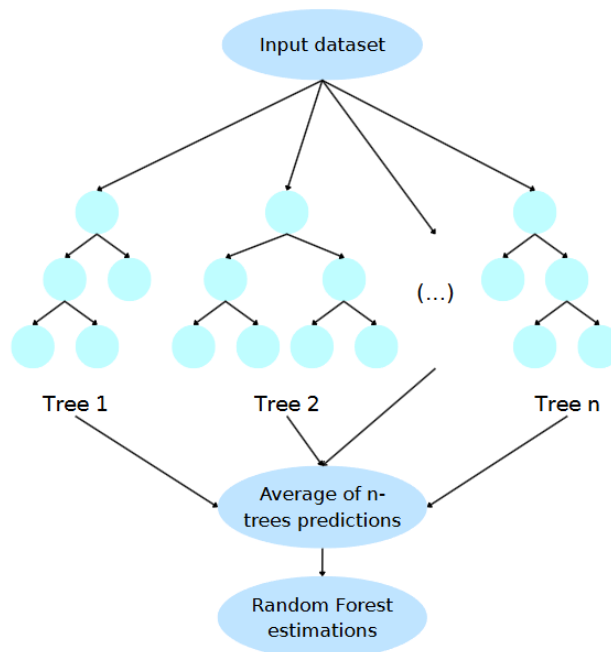 Input dataset
(...)
Tree 1
Tree 2
Tree n
Average of n-
trees predictions
Random Forest
estimations